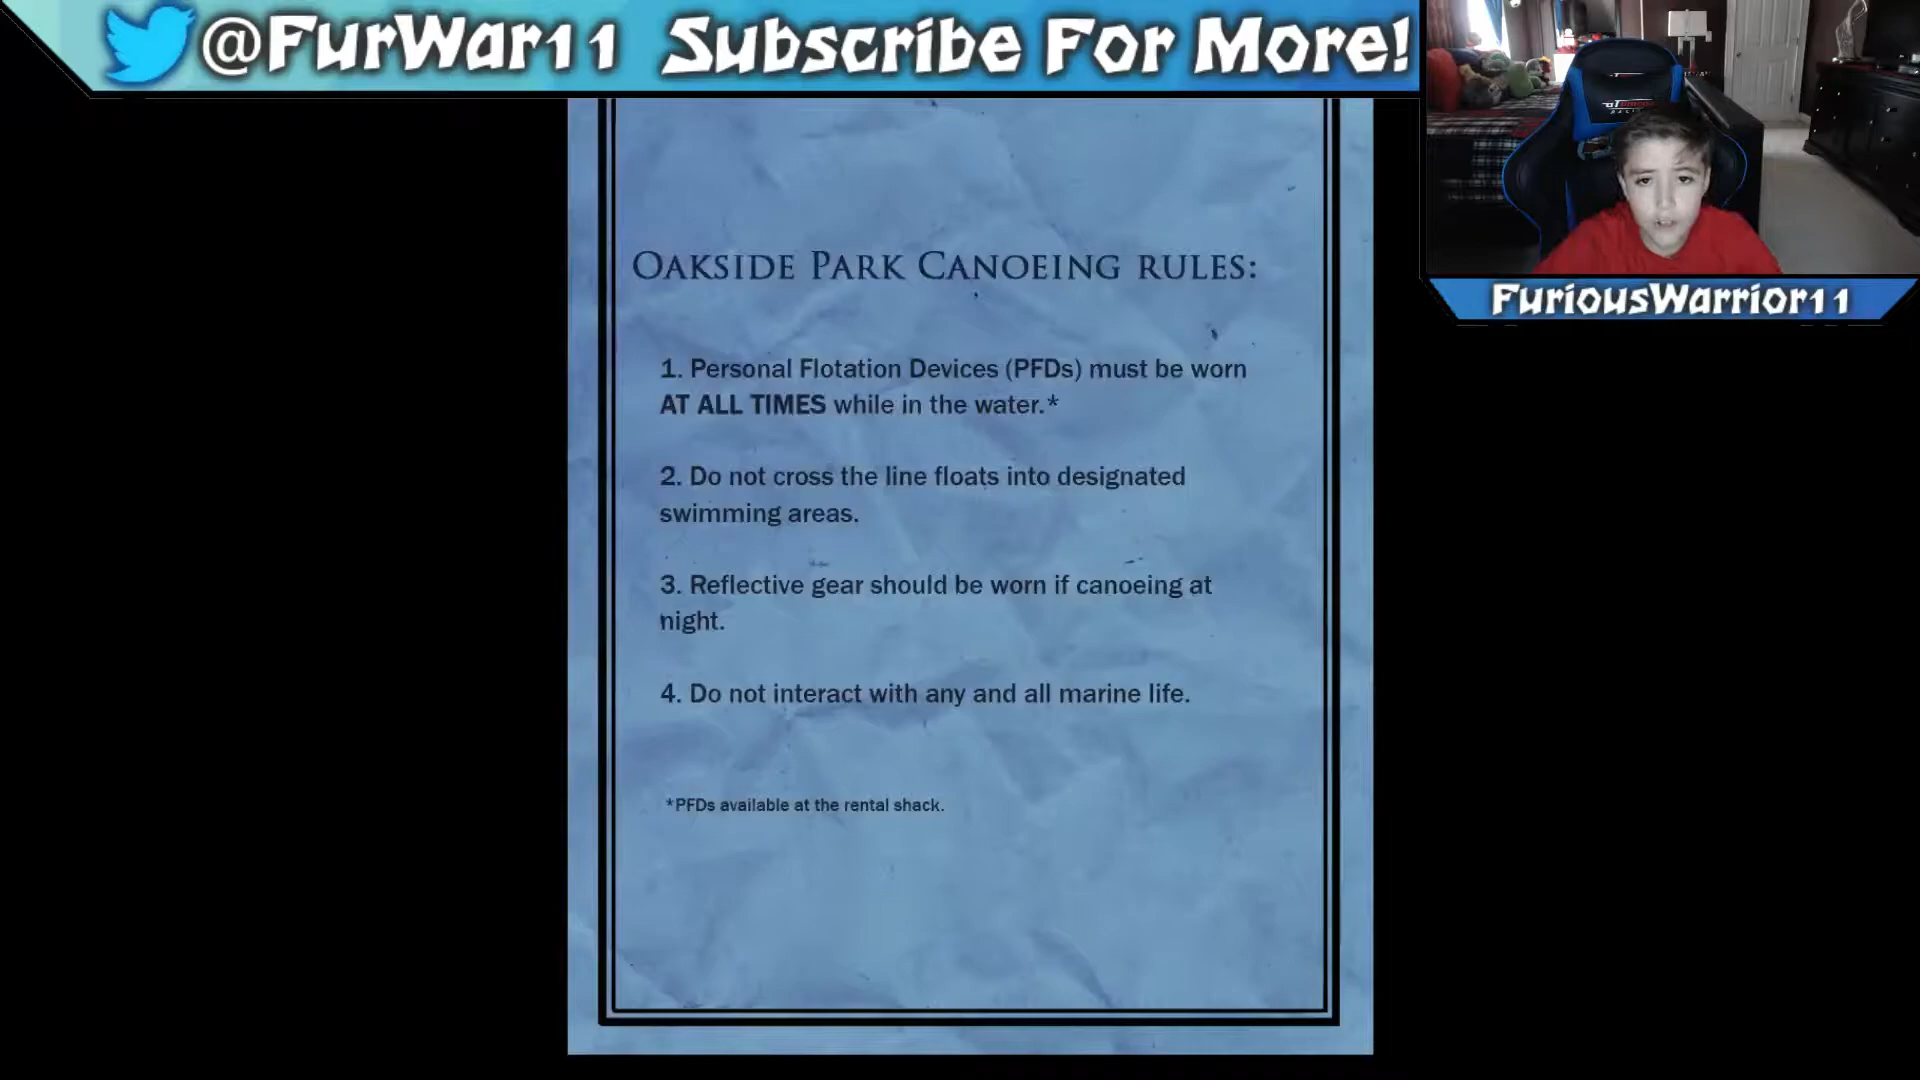 @FurWar11 Subscribe For More!
FuriousWarrior11
Oakside Park Canoeing rules:
1. Personal Flotation Devices (PFDs) must be worn
AT ALL TIMES while in the water.*
2. Do not cross the line floats into designated
swimming areas.
3. Reflective gear should be worn if canoeing at
night.
4. Do not interact with any and all marine life.
*PFDs available at the rental shack.